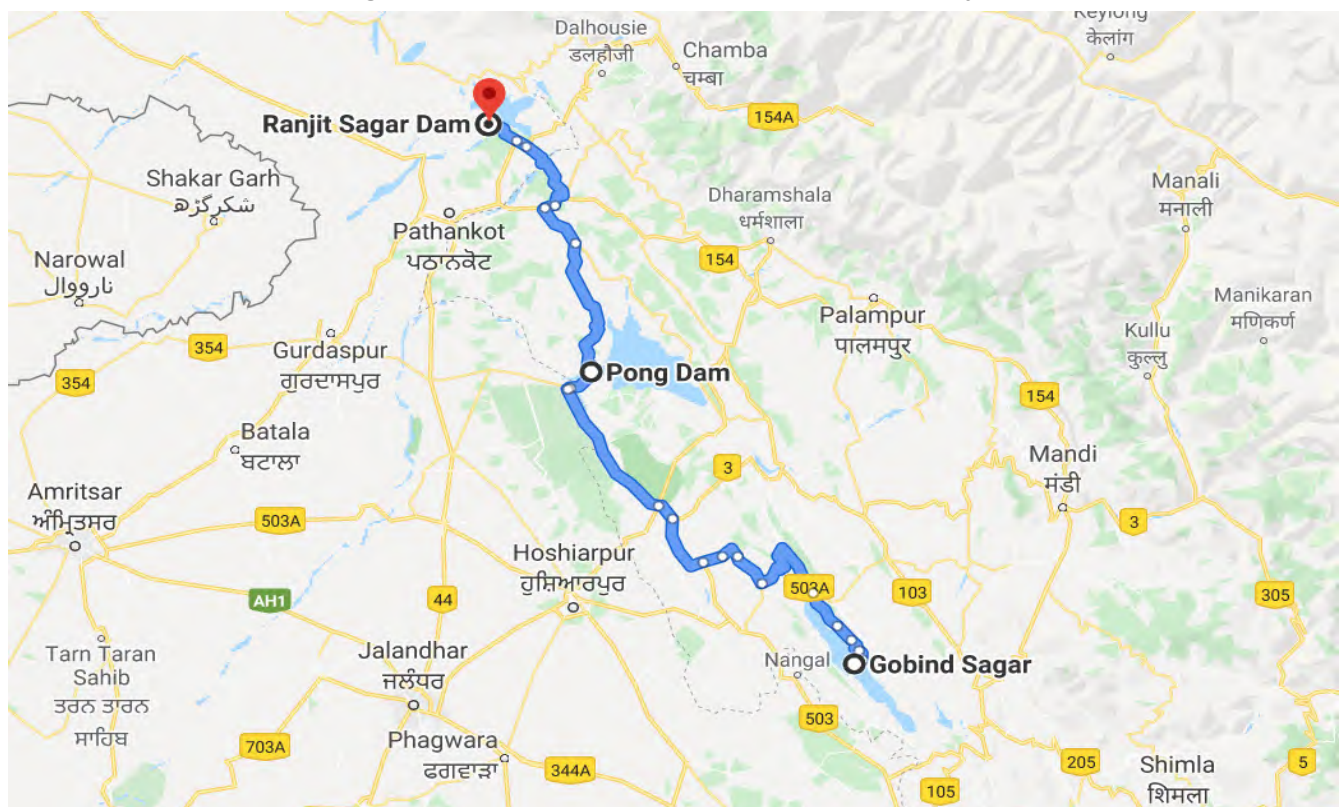 Keylong
केलांग
Dalhousie
डलहौजी
Chamba
चम्बा
Ranjit Sagar Dam
154A
Shakar Garh
شکرگڑھ
Dharamshala
धर्मशाला
Manali
मनाली
Pathankot
ਪਠਾਨਕੋਟ
Narowal
نارووال
154
Manikaran
मणिकर्ण
Palampur
पालमपुर
Kullu
कुल्लु
354
Gurdaspur
ਗੁਰਦਾਸਪੁਰ
354
Pong Dam
154
Batala
ਬਟਾਲਾ
Mandi
मंडी
3
Amritsar
ਅੰਮ੍ਰਿਤਸਰ
503A
3
Hoshiarpur
ਹੁਸ਼ਿਆਰਪੁਰ
503A
103
305
AH1
44
Tarn Taran
Sahib
ਤਰਨ ਤਾਰਨ
ਸਾਹਿਬ
Jalandhar
ਜਲੰਧਰ
Nangal
Gobind Sagar
503
703A
Phagwara
ਫਗਵਾੜਾ
344A
205
Shimla
शिमला
5
105